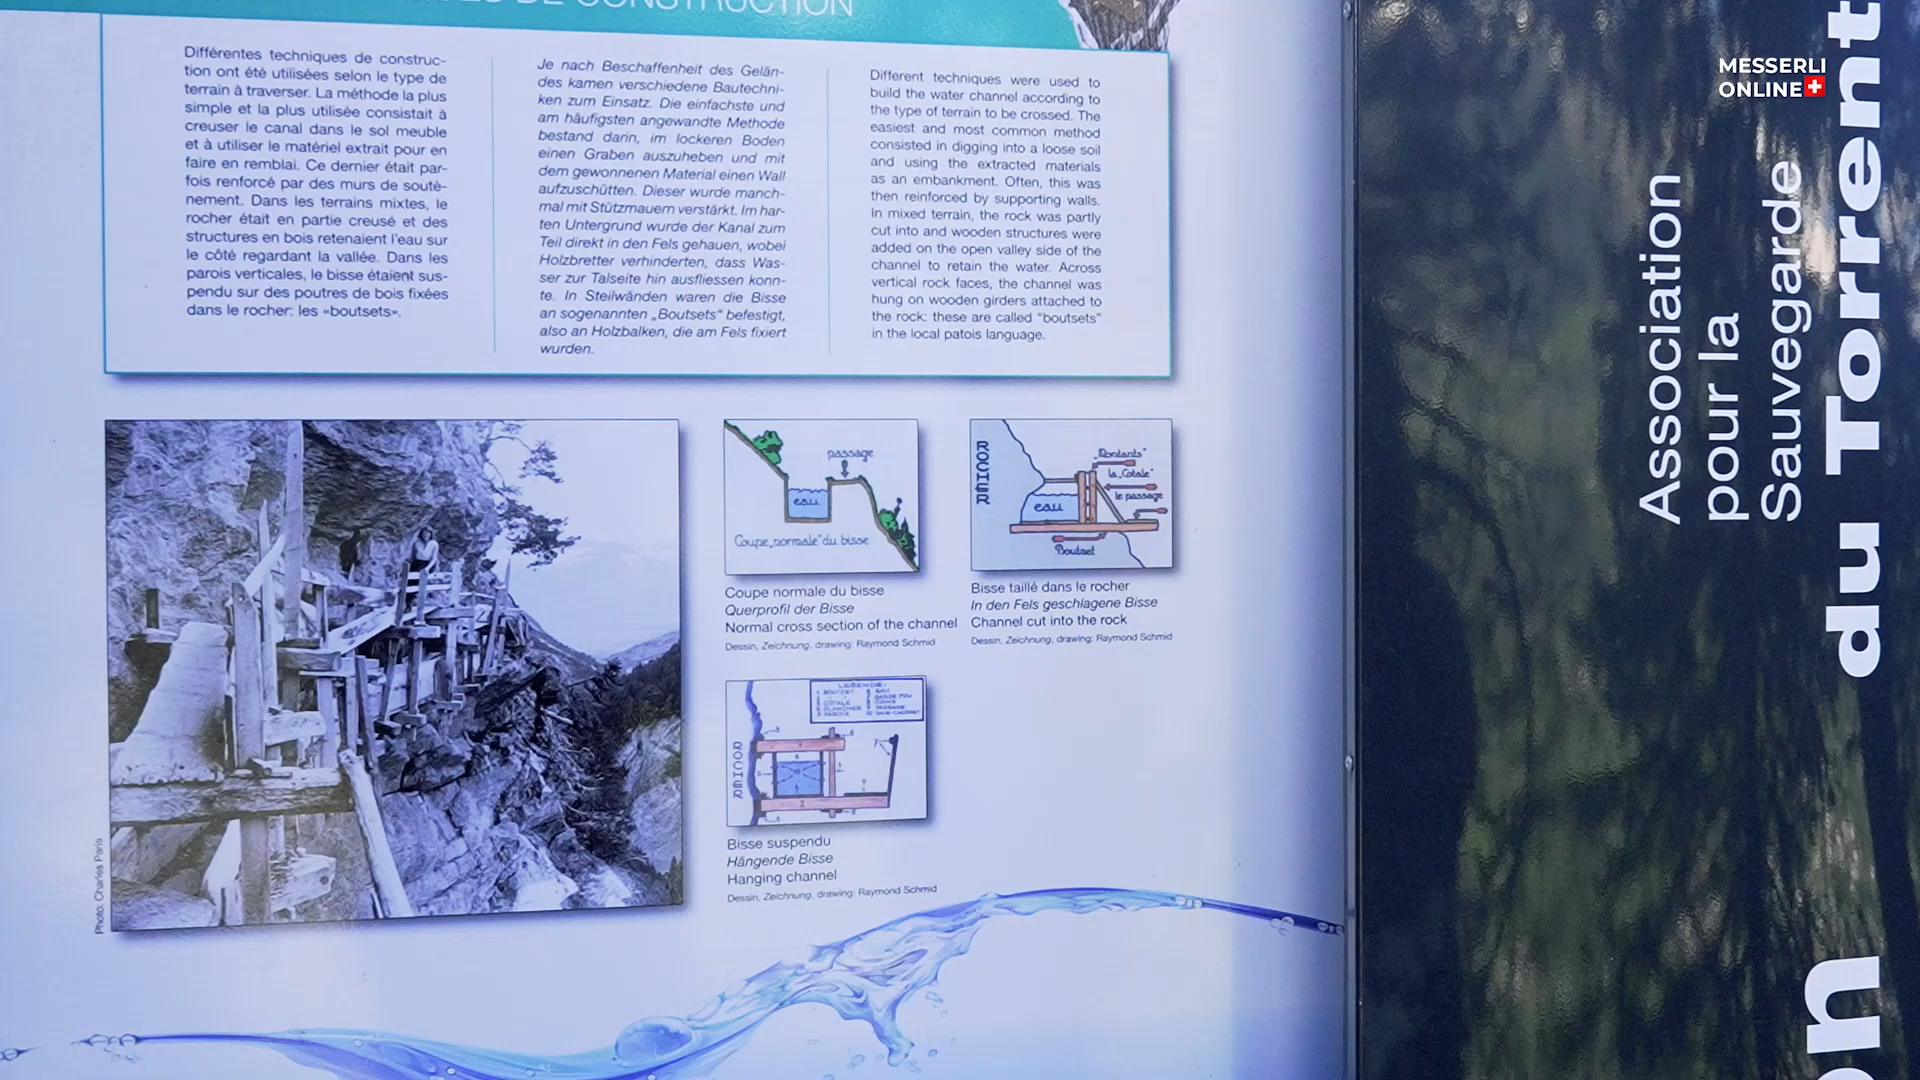 DE CONSTRUCTION
Différentes techniques de construc-
tion ont été utilisées selon le type de
terrain à traverser. La méthode la plus
simple et la plus utilisée consistait à
creuser le canal dans le sol meuble
et à utiliser le matériel extrait pour en
faire en remblai. Ce dernier était par-
fois renforcé par des murs de soutè-
nement. Dans les terrains mixtes, le
rocher était en partie creusé et des
structures en bois retenaient l'eau sur
le côté regardant la vallée. Dans les
parois verticales, le bisse étaient sus-
pendu sur des poutres de bois fixées
dans le rocher: les «boutsets».
Je nach Beschaffenheit des Gelän-
des kamen verschiedene Bautechni-
ken zum Einsatz. Die einfachste und
am häufigsten angewandte Methode
bestand darin, im lockeren Boden
einen Graben auszuheben und mit
dem gewonnenen Material einen Wall
aufzuschütten. Dieser wurde manch-
mal mit Stützmauern verstärkt. Im har-
ten Untergrund wurde der Kanal zum
Teil direkt in den Fels gehauen, wobei
Holzbretter verhinderten, dass Was-
ser zur Talseite hin ausfliessen konn-
te. In Steilwänden waren die Bisse
an sogenannten „Boutsets“ befestigt,
also an Holzbalken, die am Fels fixiert
wurden.
Different techniques were used to
build the water channel according to
the type of terrain to be crossed. The
easiest and most common method
consisted in digging into a loose soil
and using the extracted materials
as an embankment. Often, this was
then reinforced by supporting walls.
In mixed terrain, the rock was partly
cut into and wooden structures were
added on the open valley side of the
channel to retain the water. Across
vertical rock faces, the channel was
hung on wooden girders attached to
the rock: these are called “boutsets”
in the local patois language.
Photo: Charles Paris
passage
eau
Coupe „normale" du bisse
Coupe normale du bisse
Querprofil der Bisse
Normal cross section of the channel
Dessin, Zeichnung, drawing: Raymond Schmid
ROCHER
la „Cotale"
le passage
eau
Boutset
Bisse taillé dans le rocher
In den Fels geschlagene Bisse
Channel cut into the rock
Dessin, Zeichnung, drawing: Raymond Schmid
LEGENDE:
ROCHER
Bisse suspendu
Hängende Bisse
Hanging channel
Dessin, Zeichnung, drawing: Raymond Schmid
Association
pour la
Sauvegarde
du Torrent
on
MESSERLI
ONLINE